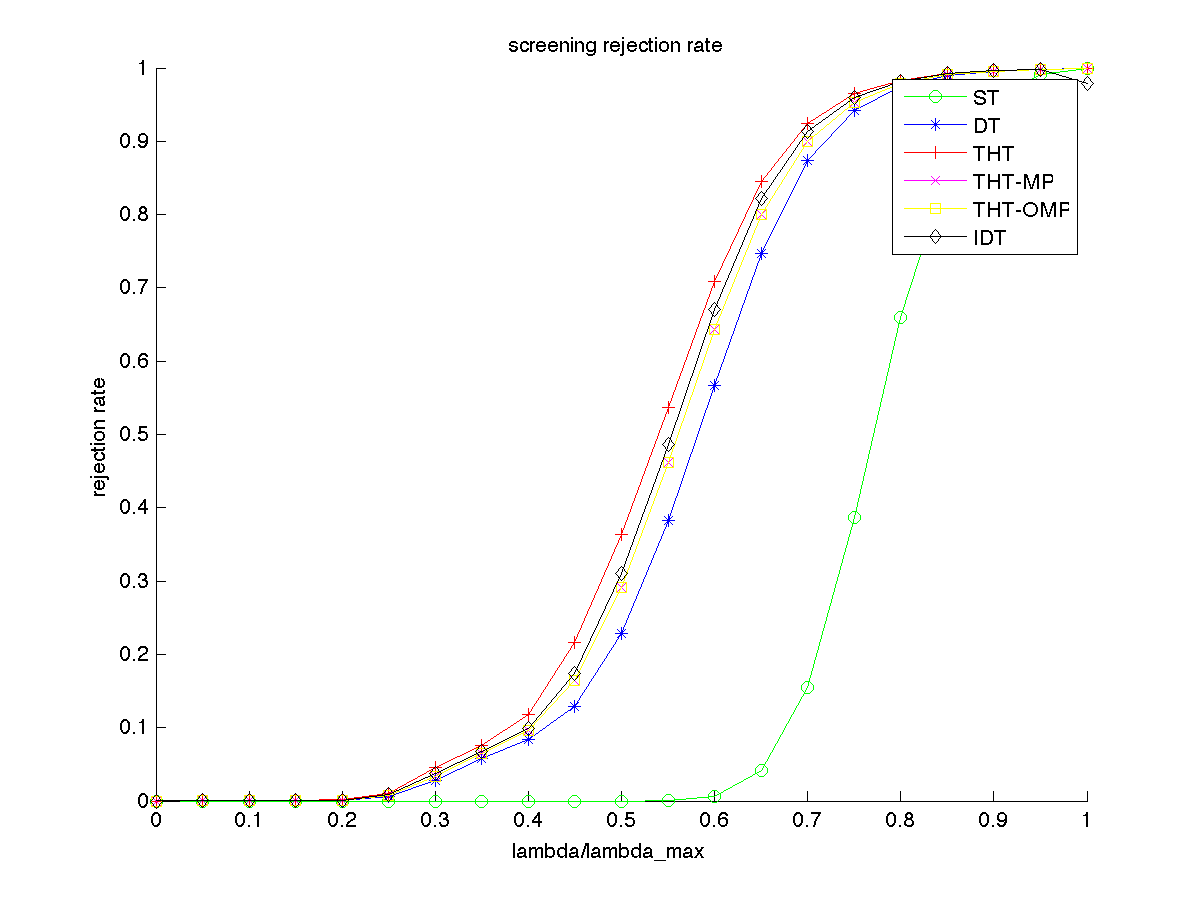 screening rejection rate
1
0.9
0.8
0.7
0.6
0.5
0.4
0.3
0.2
0.1
0
rejection rate
ST
DT
THT
THT-MP
THT-OMP
IDT
0 0.1 0.2 0.3 0.4 0.5 0.6 0.7 0.8 0.9 1
lambda/lambda_max